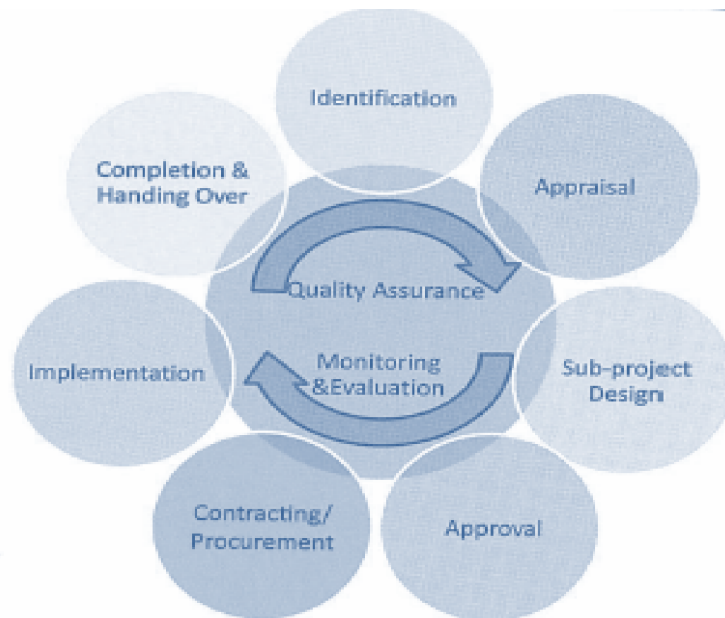 Identification
Appraisal
Sub-project
Design
Approval
Contracting/
Procurement
Implementation
Completion &
Handing Over
Quality Assurance
Monitoring
&Evaluation